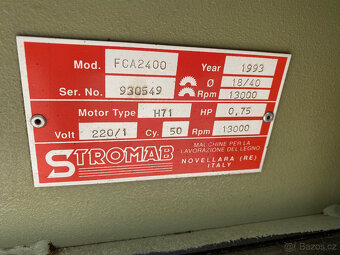 Mod. FCA2400 Year 1993
Ser. No. 930549 Ø 18/40
Rpm 13000
Motor Type H71 HP 0,75
Volt 220/1 Cy. 50 Rpm 13000
STROMAB
MACCHINE PER LA
LAVORAZIONE DEL LEGNO
NOVELLARA (RE)
ITALY
© Bazos.cz